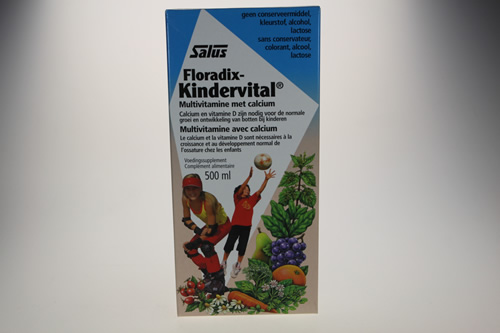 geen conserveermiddel,
kleurstof, alcohol,
lactose
sans conservateur,
colorant, alcool,
lactose
Salus
Floradix-
Kindervital®
Multivitamine met calcium
Calcium en vitamine D zijn nodig voor de normale
groei en ontwikkeling van botten bij kinderen
Multivitamine avec calcium
Le calcium et la vitamine D sont nécessaires à la
croissance et au développement normal de
l'ossature chez les enfants
Voedingssupplement
Complément alimentaire
500 ml